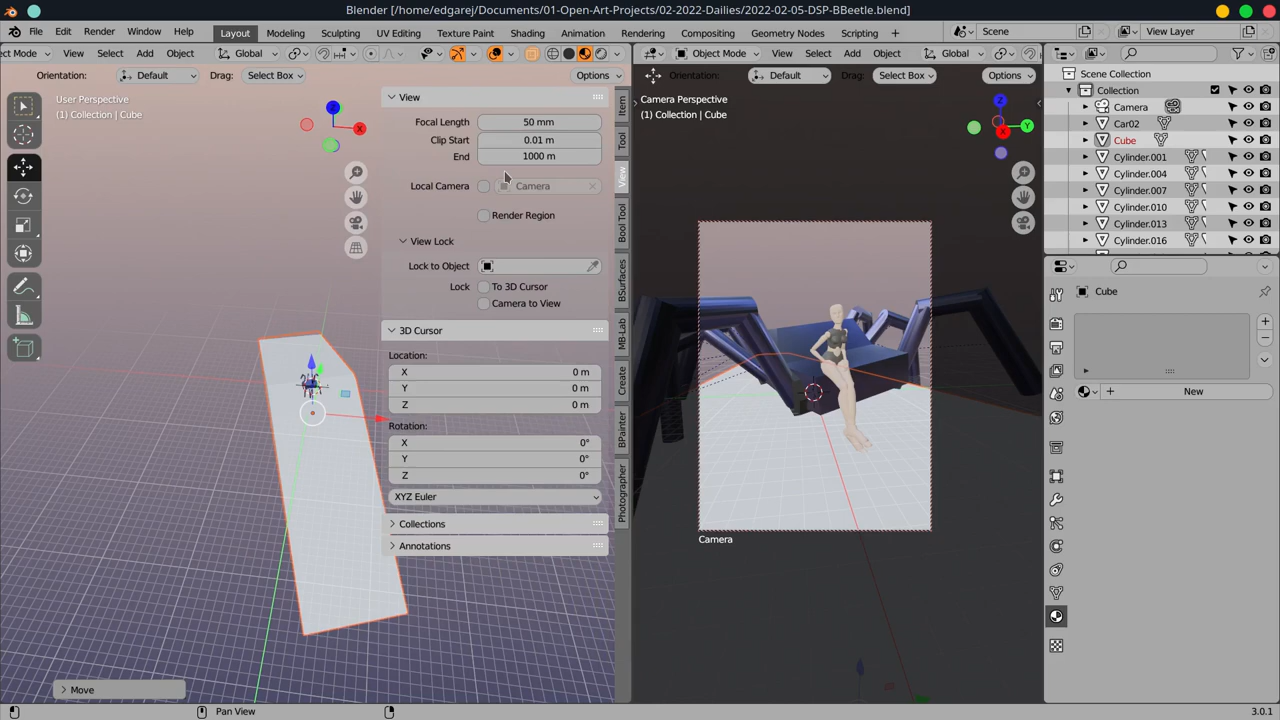 Blender [/home/edgarej/Documents/01-Open-Art-Projects/02-2022-Dailies/2022-02-05-DSP-BBeetle.blend]
File Edit Render Window Help Layout Modeling Sculpting UV Editing Texture Paint Shading Animation Rendering Compositing Geometry Nodes Scripting + Scene View Layer
ect Mode View Select Add Object Global
Object Mode View Select Add Object Global
Orientation: Default Drag: Select Box Options
Orientation: Default Drag: Select Box Options
User Perspective
(1) Collection | Cube
Z
X
View
Focal Length 50 mm
Clip Start 0.01 m
End 1000 m
Local Camera Camera
Render Region
View Lock
Lock to Object
Lock To 3D Cursor
Camera to View
3D Cursor
Location:
X 0 m
Y 0 m
Z 0 m
Rotation:
X 0°
Y 0°
Z 0°
XYZ Euler
Collections
Annotations
Item
Tool
View
Bool Tool
BSurfaces
MB-Lab
Create
BPainter
Photographer
Move
Camera Perspective
(1) Collection | Cube
Z
Y
X
Camera
Scene Collection
Collection
Camera
Car02
Cube
Cylinder.001
Cylinder.004
Cylinder.007
Cylinder.010
Cylinder.013
Cylinder.016
Cube
New
Pan View
3.0.1